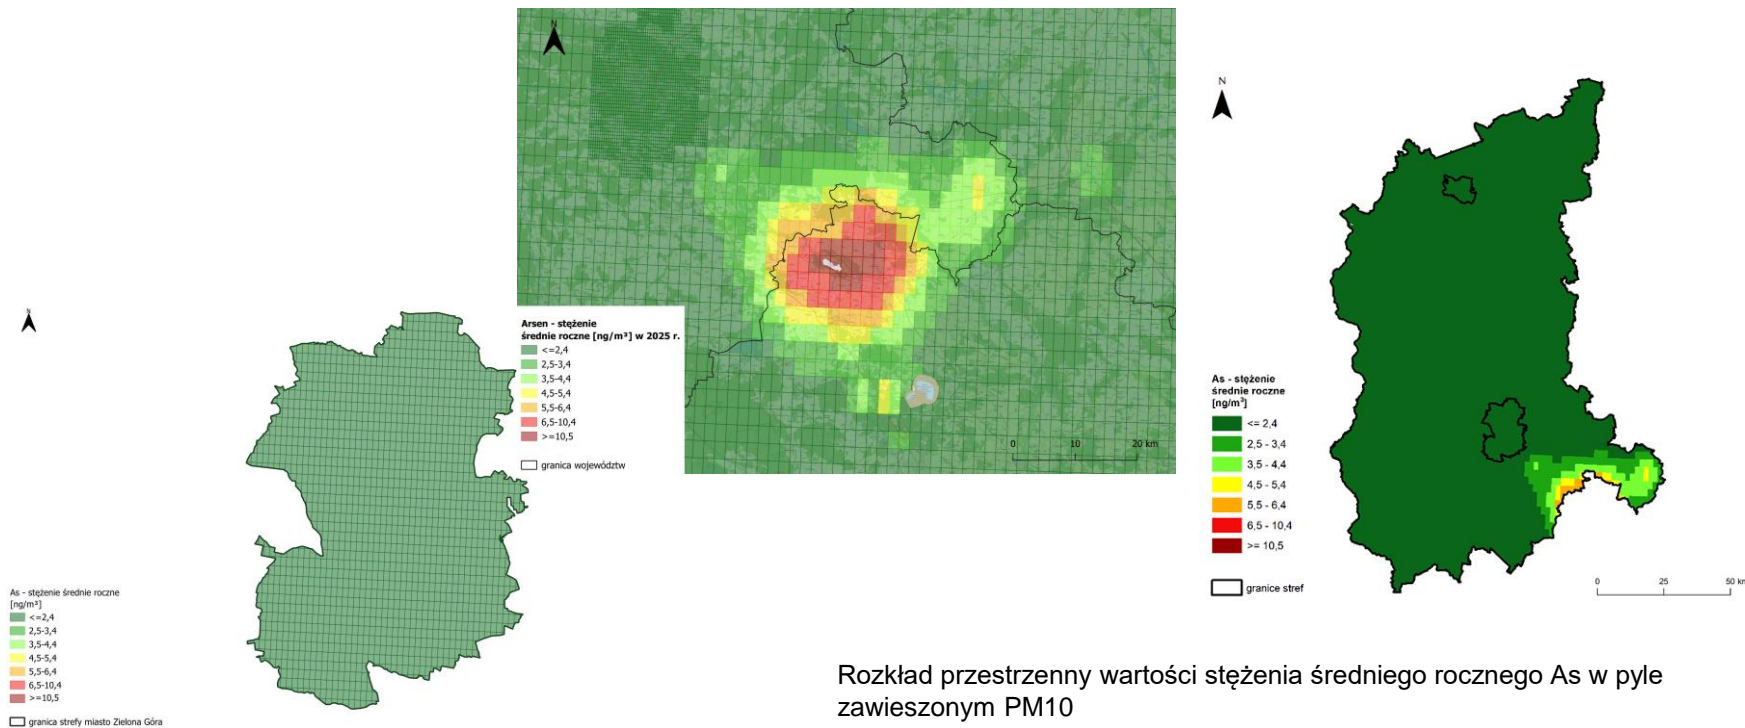 N
As - stężenie średnie roczne
[ng/m³]
<=2,4
2,5-3,4
3,5-4,4
4,5-5,4
5,5-6,4
6,5-10,4
>=10,5
granica strefy miasto Zielona Góra
N
Arsen - stężenie
średnie roczne [ng/m³] w 2025 r.
<=2,4
2,5-3,4
3,5-4,4
4,5-5,4
5,5-6,4
6,5-10,4
>=10,5
granica województw
0 10 20 km
N
As - stężenie
średnie roczne
[ng/m³]
<= 2,4
2,5 - 3,4
3,5 - 4,4
4,5 - 5,4
5,5 - 6,4
6,5 - 10,4
>= 10,5
granice stref
0 25 50 km
Rozkład przestrzenny wartości stężenia średniego rocznego As w pyle
zawieszonym PM10